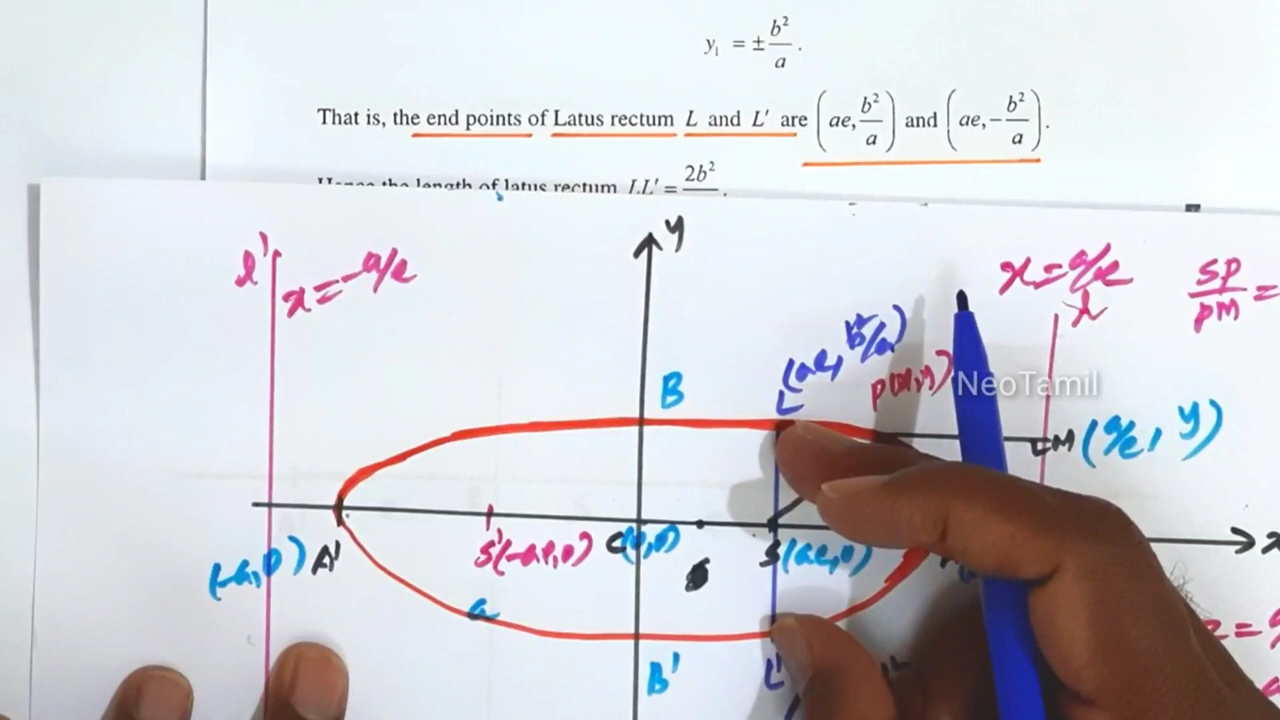 y₁ = ± b²/a .
That is, the end points of Latus rectum L and L' are (ae, b²/a) and (ae, -b²/a).
Hence the length of latus rectum LL' = 2b²
y
l'
x = -a/e
x = a/e
l
SP/PM =
(ae, b²/a)
P(x,y)
NeoTamil
B
L
M (a/e, y)
S'(-ae,0)
C(0,0)
S(ae,0)
x
(-a,0) A'
a
B'
L'